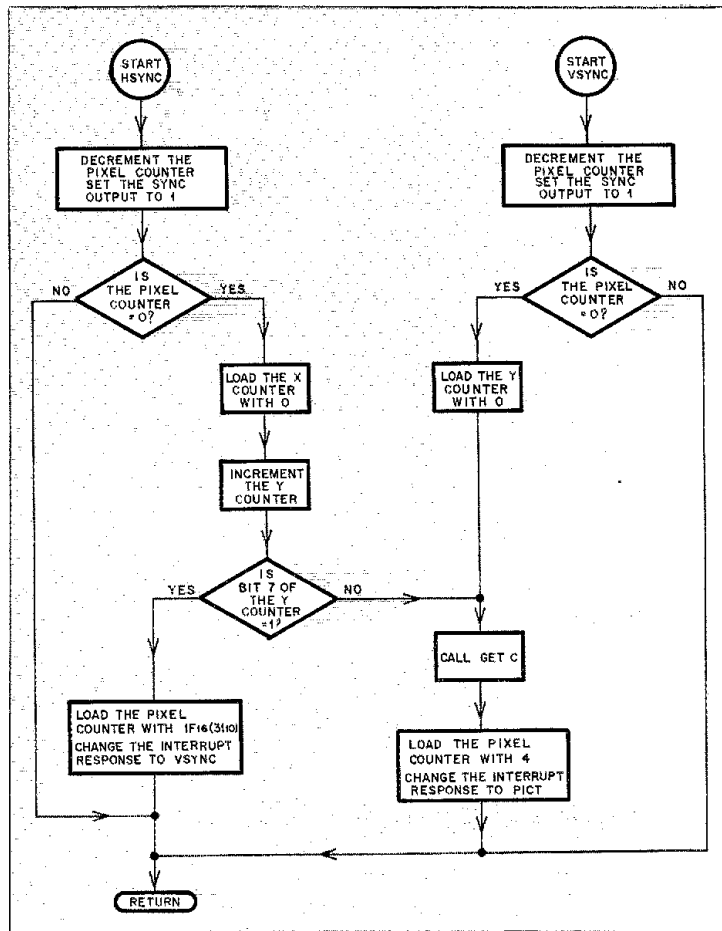 START
HSYNC
DECREMENT THE
PIXEL COUNTER
SET THE SYNC
OUTPUT TO 1
IS
THE PIXEL
COUNTER
=0?
NO
YES
LOAD THE X
COUNTER
WITH 0
INCREMENT
THE Y
COUNTER
IS
BIT 7 OF
THE Y
COUNTER
=1?
YES
NO
LOAD THE PIXEL
COUNTER WITH 1F16(3110)
CHANGE THE INTERRUPT
RESPONSE TO VSYNC
START
VSYNC
DECREMENT THE
PIXEL COUNTER
SET THE SYNC
OUTPUT TO 1
IS
THE PIXEL
COUNTER
=0?
YES
NO
LOAD THE Y
COUNTER
WITH 0
CALL GET C
LOAD THE PIXEL
COUNTER WITH 4
CHANGE THE INTERRUPT
RESPONSE TO PICT
RETURN